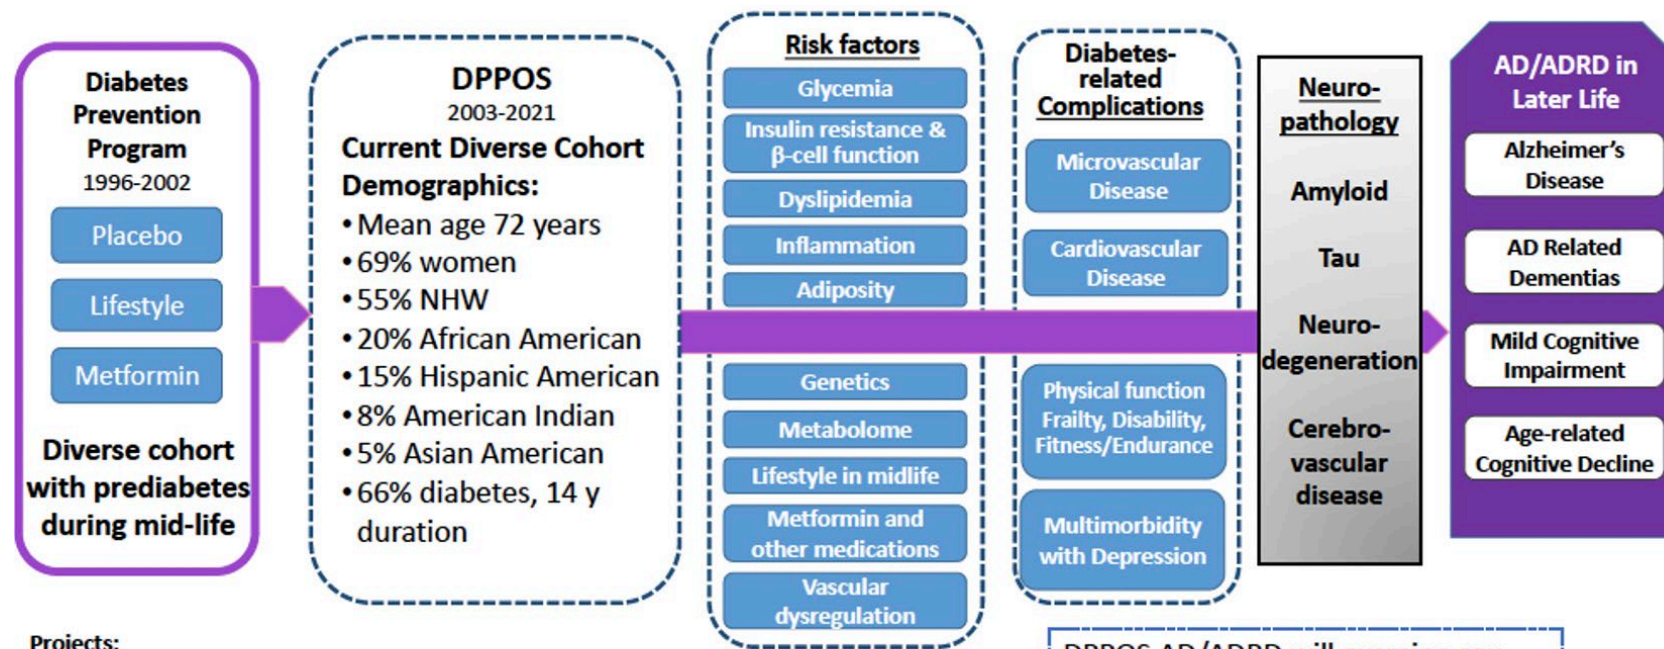 Diabetes
Prevention
Program
1996-2002
Placebo
Lifestyle
Metformin
Diverse cohort
with prediabetes
during mid-life
DPPOS
2003-2021
Current Diverse Cohort
Demographics:
• Mean age 72 years
• 69% women
• 55% NHW
• 20% African American
• 15% Hispanic American
• 8% American Indian
• 5% Asian American
• 66% diabetes, 14 y
duration
Risk factors
Glycemia
Insulin resistance &
β-cell function
Dyslipidemia
Inflammation
Adiposity
Genetics
Metabolome
Lifestyle in midlife
Metformin and
other medications
Vascular
dysregulation
Diabetes-
related
Complications
Microvascular
Disease
Cardiovascular
Disease
Physical function
Frailty, Disability,
Fitness/Endurance
Multimorbidity
with Depression
Neuro-
pathology
Amyloid
Tau
Neuro-
degeneration
Cerebro-
vascular
disease
AD/ADRD in
Later Life
Alzheimer's
Disease
AD Related
Dementias
Mild Cognitive
Impairment
Age-related
Cognitive Decline
Projects:
DPPOS AD/ADRD will